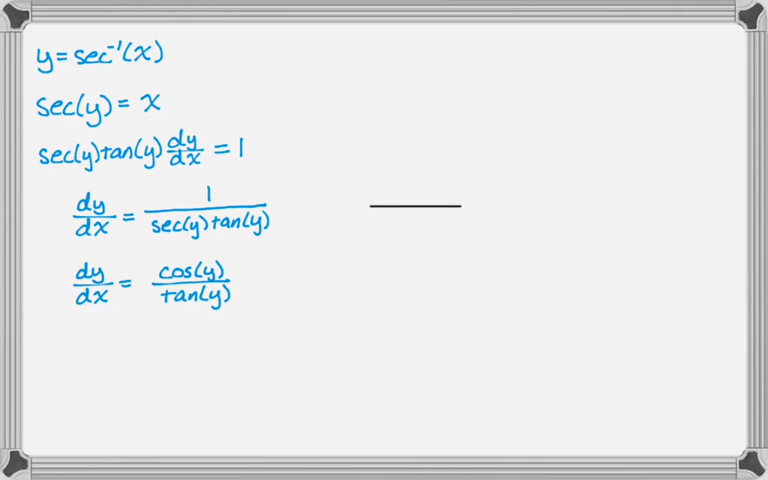 y = sec⁻¹(x)
sec(y) = x
sec(y)tan(y) dy/dx = 1
dy/dx = 1/(sec(y)tan(y))
dy/dx = cos(y)/tan(y)